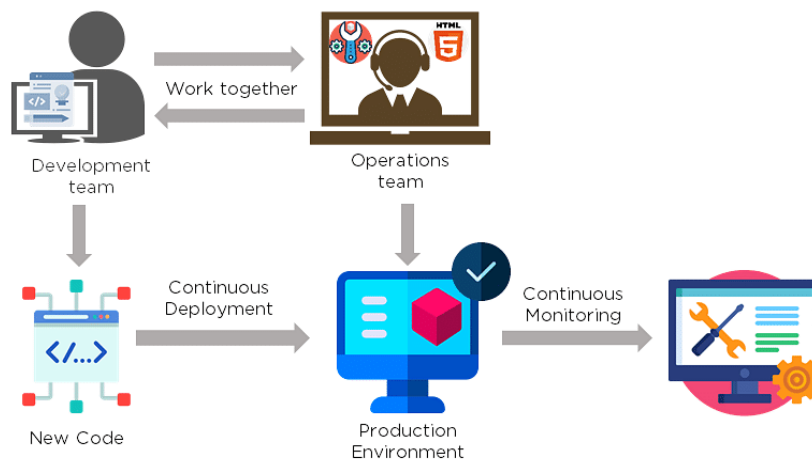 HTML
5
Work together
Development
team
Operations
team
</>
Continuous
Deployment
Continuous
Monitoring
</...>
New Code
Production
Environment